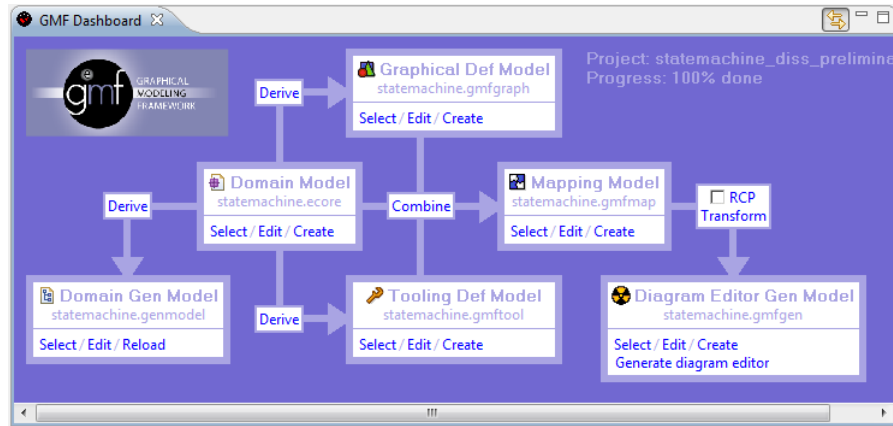 GMF Dashboard
Project: statemachine_diss_prelimine
Progress: 100% done
e
gmf
GRAPHICAL
MODELING
FRAMEWORK
Graphical Def Model
statemachine.gmfgraph
Select / Edit / Create
Derive
Domain Model
statemachine.ecore
Select / Edit / Create
Derive
Combine
Mapping Model
statemachine.gmfmap
Select / Edit / Create
RCP
Transform
Domain Gen Model
statemachine.genmodel
Select / Edit / Reload
Derive
Tooling Def Model
statemachine.gmftool
Select / Edit / Create
Diagram Editor Gen Model
statemachine.gmfgen
Select / Edit / Create
Generate diagram editor